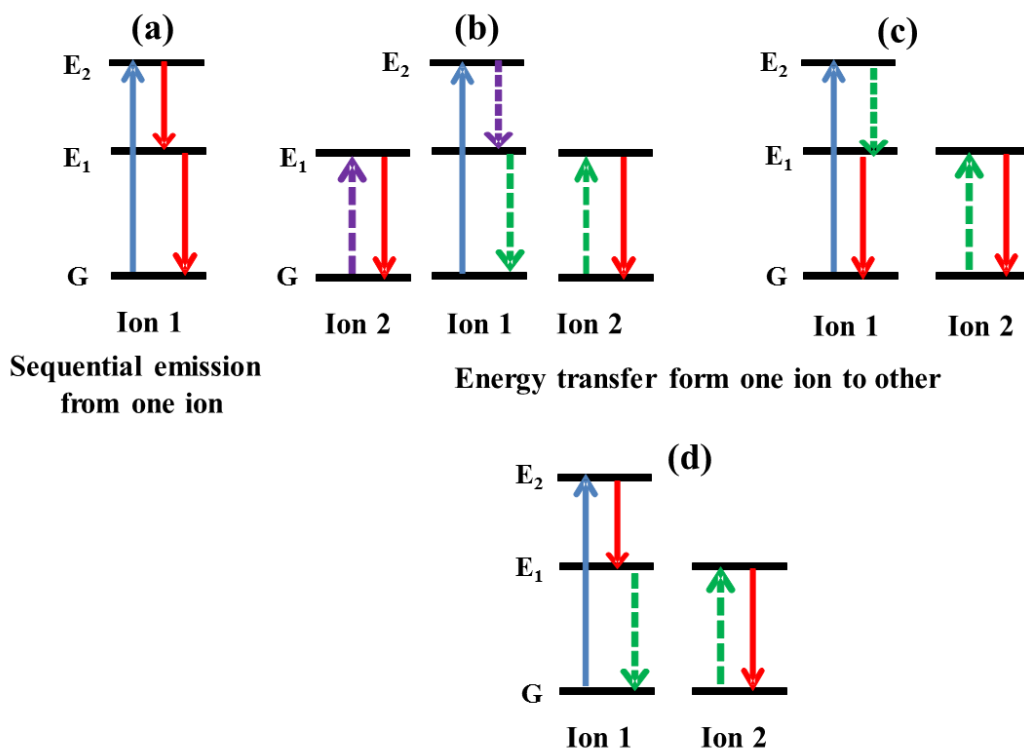 (a)
(b)
(c)
E2
E2
E2
E1
E1
E1
G
G
G
Ion 1
Ion 2
Ion 1
Ion 2
Ion 1
Ion 2
Sequential emission
from one ion
Energy transfer form one ion to other
(d)
E2
E1
G
Ion 1
Ion 2